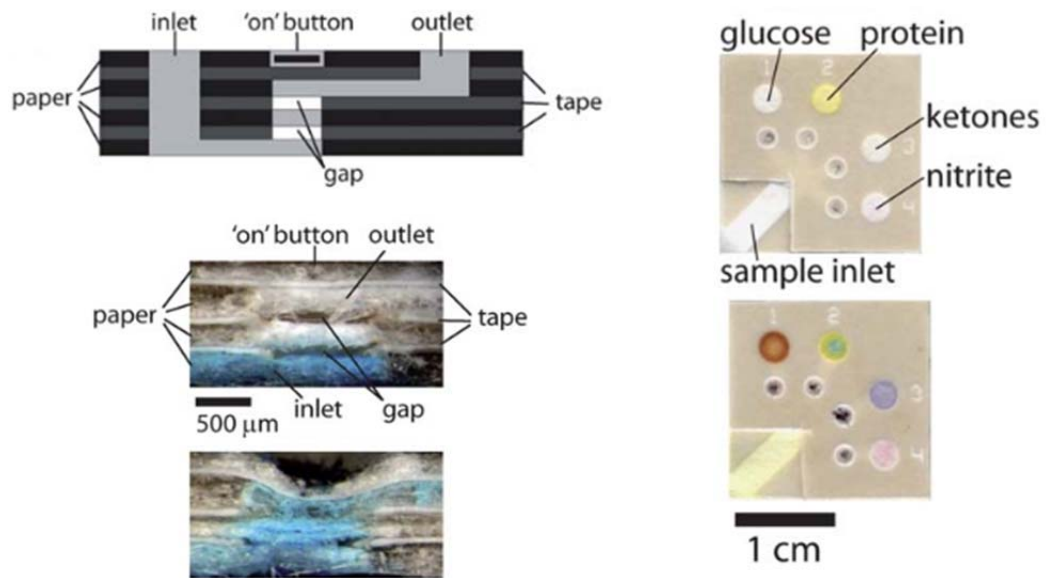 inlet
'on' button
outlet
paper
tape
gap
'on' button
outlet
paper
tape
inlet
gap
500 μm
glucose
protein
1
2
ketones
3
nitrite
4
sample inlet
1
2
3
4
1 cm